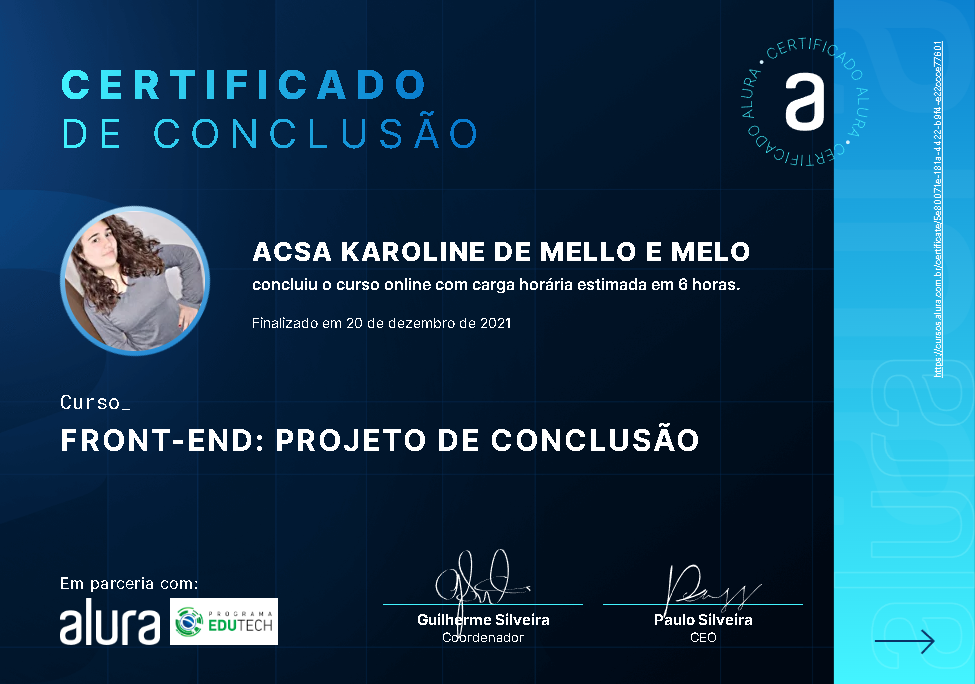 CERTIFICADO
DE CONCLUSÃO
CERTIFICADO ALURA • CERTIFICADO ALURA •
a
ACSA KAROLINE DE MELLO E MELO
concluiu o curso online com carga horária estimada em 6 horas.
Finalizado em 20 de dezembro de 2021
Curso_
FRONT-END: PROJETO DE CONCLUSÃO
Em parceria com:
alura
PROGRAMA
EDUTECH
Guilherme Silveira
Coordenador
Paulo Silveira
CEO
alura